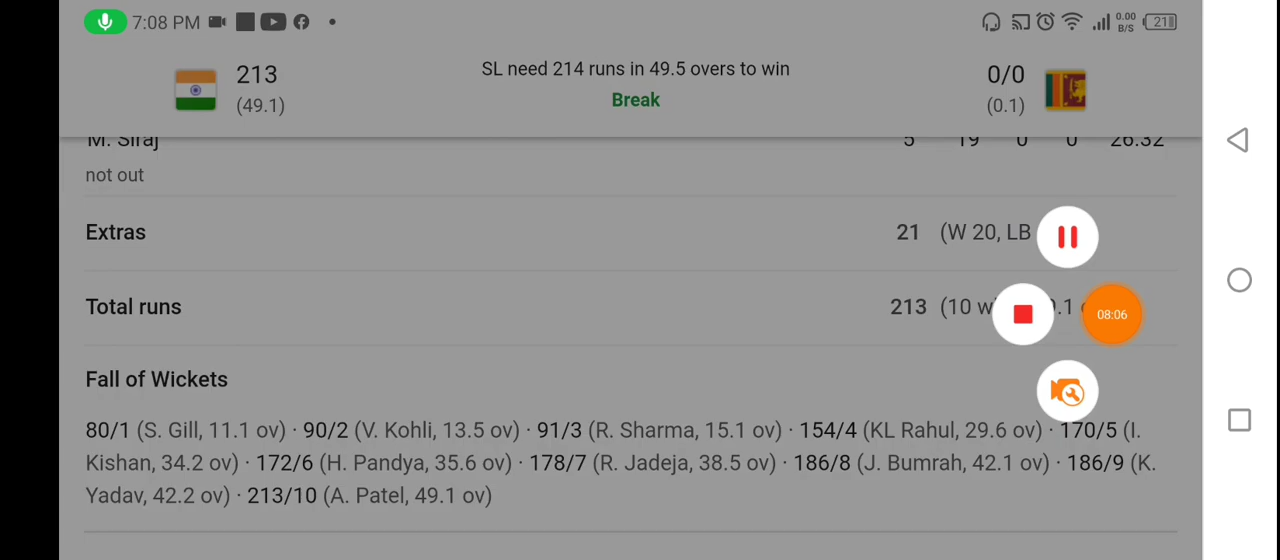 7:08 PM
0.00 B/S 21
213
SL need 214 runs in 49.5 overs to win
0/0
(49.1)
Break
(0.1)
M. Siraj 5 19 0 0 26.32
not out
Extras 21 (W 20, LB
Total runs 213 (10
08:06
Fall of Wickets
80/1 (S. Gill, 11.1 ov) · 90/2 (V. Kohli, 13.5 ov) · 91/3 (R. Sharma, 15.1 ov) · 154/4 (KL Rahul, 29.6 ov) · 170/5 (I.
Kishan, 34.2 ov) · 172/6 (H. Pandya, 35.6 ov) · 178/7 (R. Jadeja, 38.5 ov) · 186/8 (J. Bumrah, 42.1 ov) · 186/9 (K.
Yadav, 42.2 ov) · 213/10 (A. Patel, 49.1 ov)